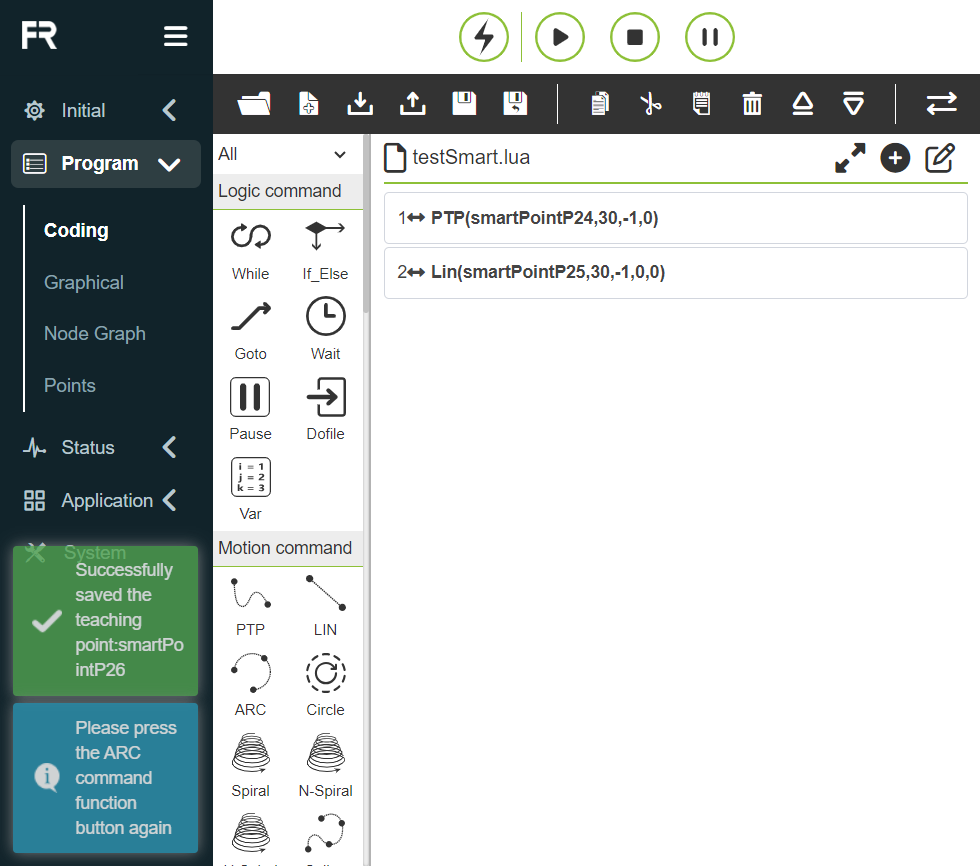 FR
Initial
Program
Coding
Graphical
Node Graph
Points
Status
Application
System
Successfully
saved the
teaching
point:smartPo
intP26
Please press
the ARC
command
function
button again
All
Logic command
While
If_Else
Goto
Wait
Pause
Dofile
i = 1
j = 2
k = 3
Var
Motion command
PTP
LIN
ARC
Circle
Spiral
N-Spiral
testSmart.lua
1 PTP(smartPointP24,30,-1,0)
2 Lin(smartPointP25,30,-1,0,0)